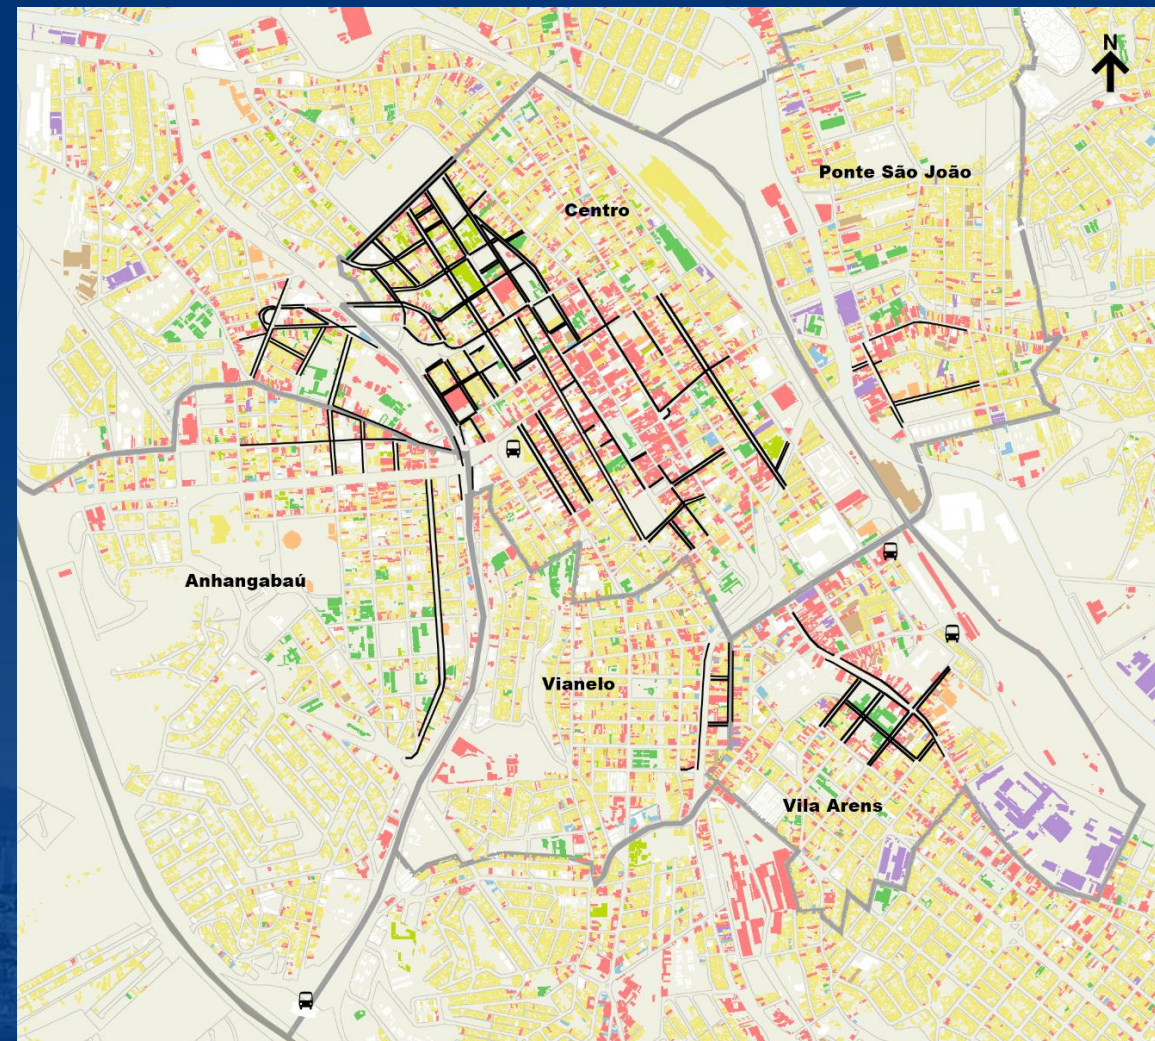 N
Ponte São João
Centro
Anhangabaú
Vianelo
Vila Arens